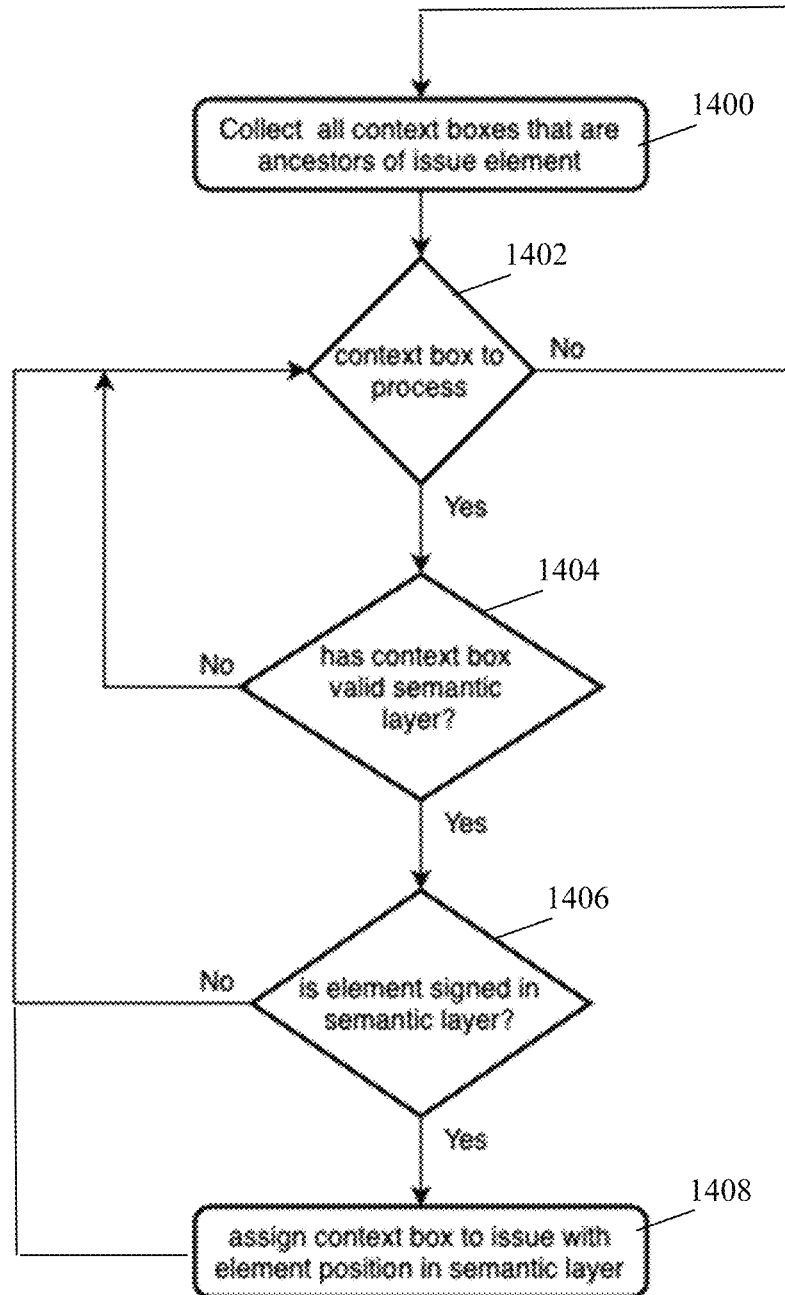 1400
Collect all context boxes that are
ancestors of issue element
1402
context box to
process
No
Yes
1404
has context box
valid semantic
layer?
No
Yes
1406
is element signed in
semantic layer?
No
Yes
1408
assign context box to issue with
element position in semantic layer